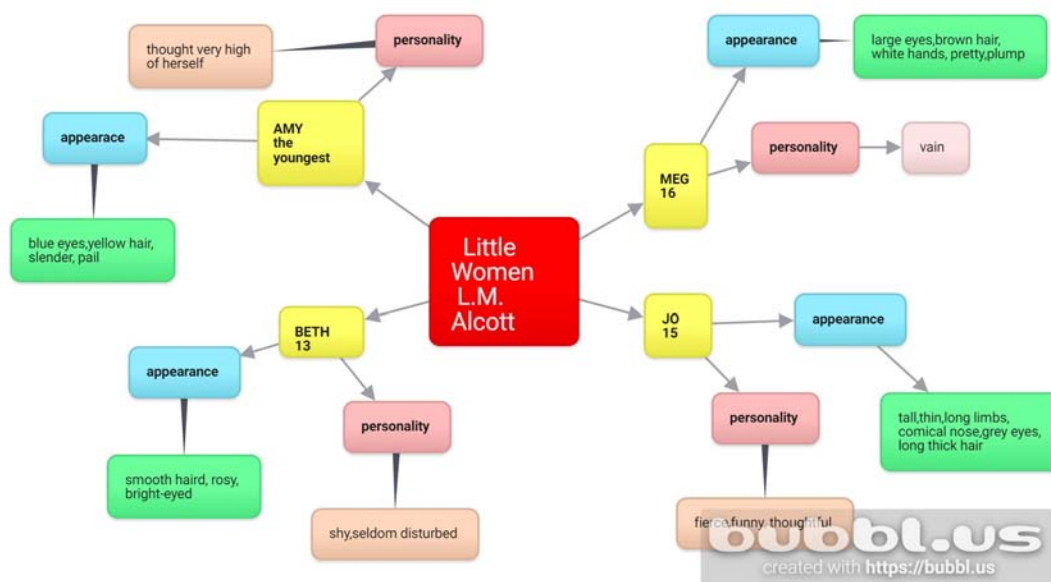 Little
Women
L.M.
Alcott
AMY
the
youngest
personality
thought very high
of herself
appearace
blue eyes,yellow hair,
slender, pail
MEG
16
appearance
large eyes,brown hair,
white hands, pretty,plump
personality
vain
BETH
13
appearance
smooth haird, rosy,
bright-eyed
personality
shy,seldom disturbed
JO
15
appearance
tall,thin,long limbs,
comical nose,grey eyes,
long thick hair
personality
fierce,funny, thoughtful
bubbl.us
created with https://bubbl.us